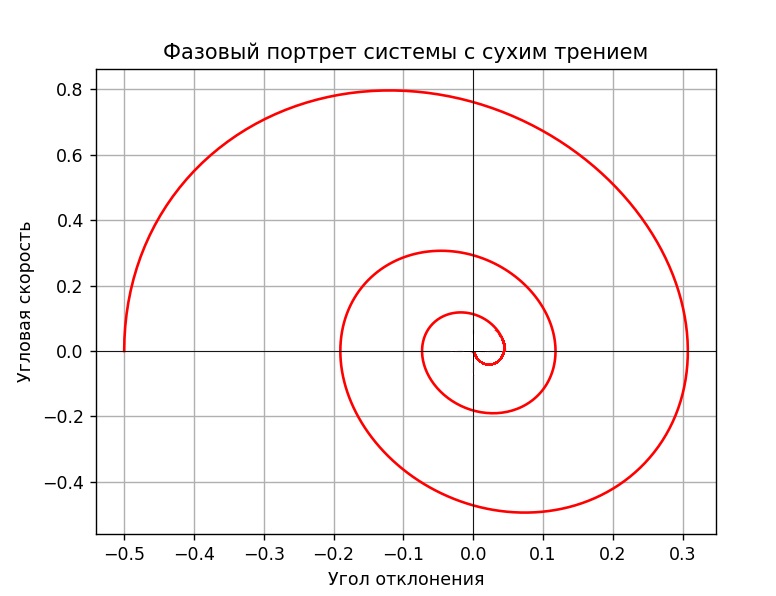 Фазовый портрет системы с сухим трением
0.8
0.6
0.4
0.2
0.0
−0.2
−0.4
Угловая скорость
−0.5 −0.4 −0.3 −0.2 −0.1 0.0 0.1 0.2 0.3
Угол отклонения